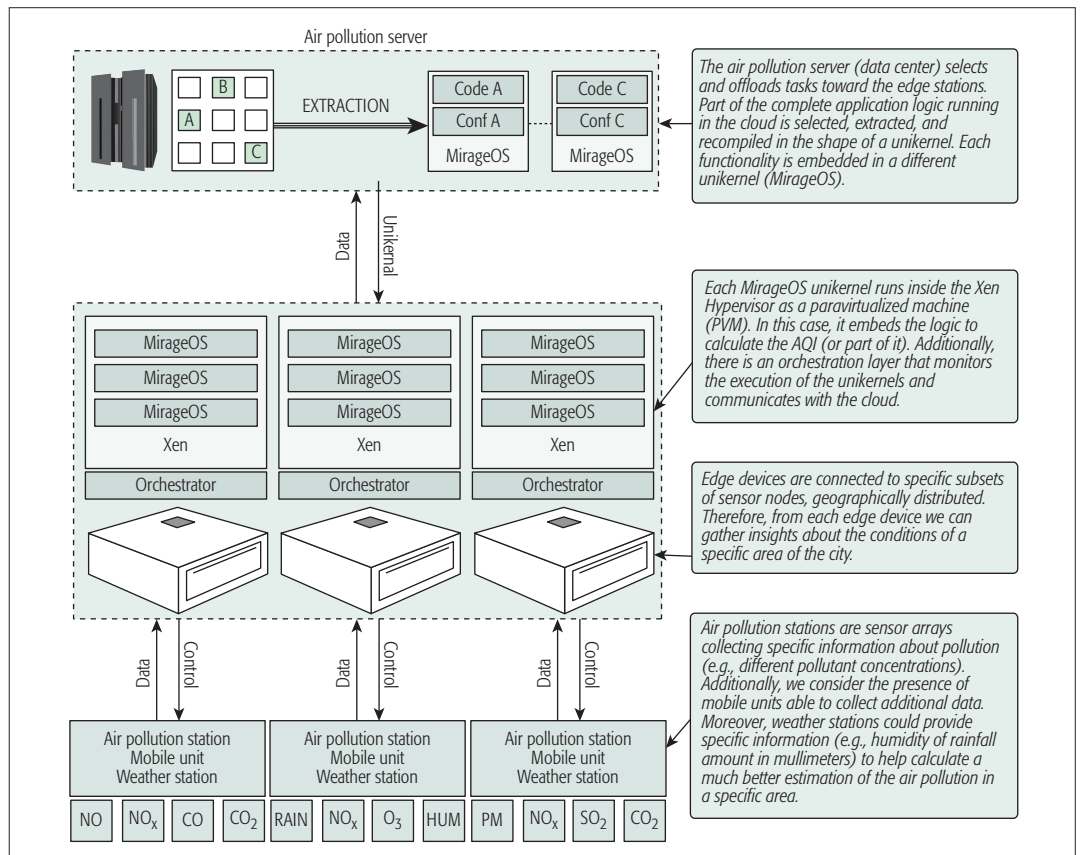 Air pollution server
B
A
C
EXTRACTION
Code A
Conf A
MirageOS
Code C
Conf C
MirageOS
The air pollution server (data center) selects
and offloads tasks toward the edge stations.
Part of the complete application logic running
in the cloud is selected, extracted, and
recompiled in the shape of a unikernel. Each
functionality is embedded in a different
unikernel (MirageOS).
Data
Unikernal
MirageOS
MirageOS
MirageOS
Xen
Orchestrator
MirageOS
MirageOS
MirageOS
Xen
Orchestrator
MirageOS
MirageOS
MirageOS
Xen
Orchestrator
Each MirageOS unikernel runs inside the Xen
Hypervisor as a paravirtualized machine
(PVM). In this case, it embeds the logic to
calculate the AQI (or part of it). Additionally,
there is an orchestration layer that monitors
the execution of the unikernels and
communicates with the cloud.
Edge devices are connected to specific subsets
of sensor nodes, geographically distributed.
Therefore, from each edge device we can
gather insights about the conditions of a
specific area of the city.
Data
Control
Data
Control
Data
Control
Air pollution station
Mobile unit
Weather station
Air pollution station
Mobile unit
Weather station
Air pollution station
Mobile unit
Weather station
Air pollution stations are sensor arrays
collecting specific information about pollution
(e.g., different pollutant concentrations).
Additionally, we consider the presence of
mobile units able to collect additional data.
Moreover, weather stations could provide
specific information (e.g., humidity of rainfall
amount in mullimeters) to help calculate a
much better estimation of the air pollution in
a specific area.
NO
NOx
CO
CO2
RAIN
NOx
O3
HUM
PM
NOx
SO2
CO2